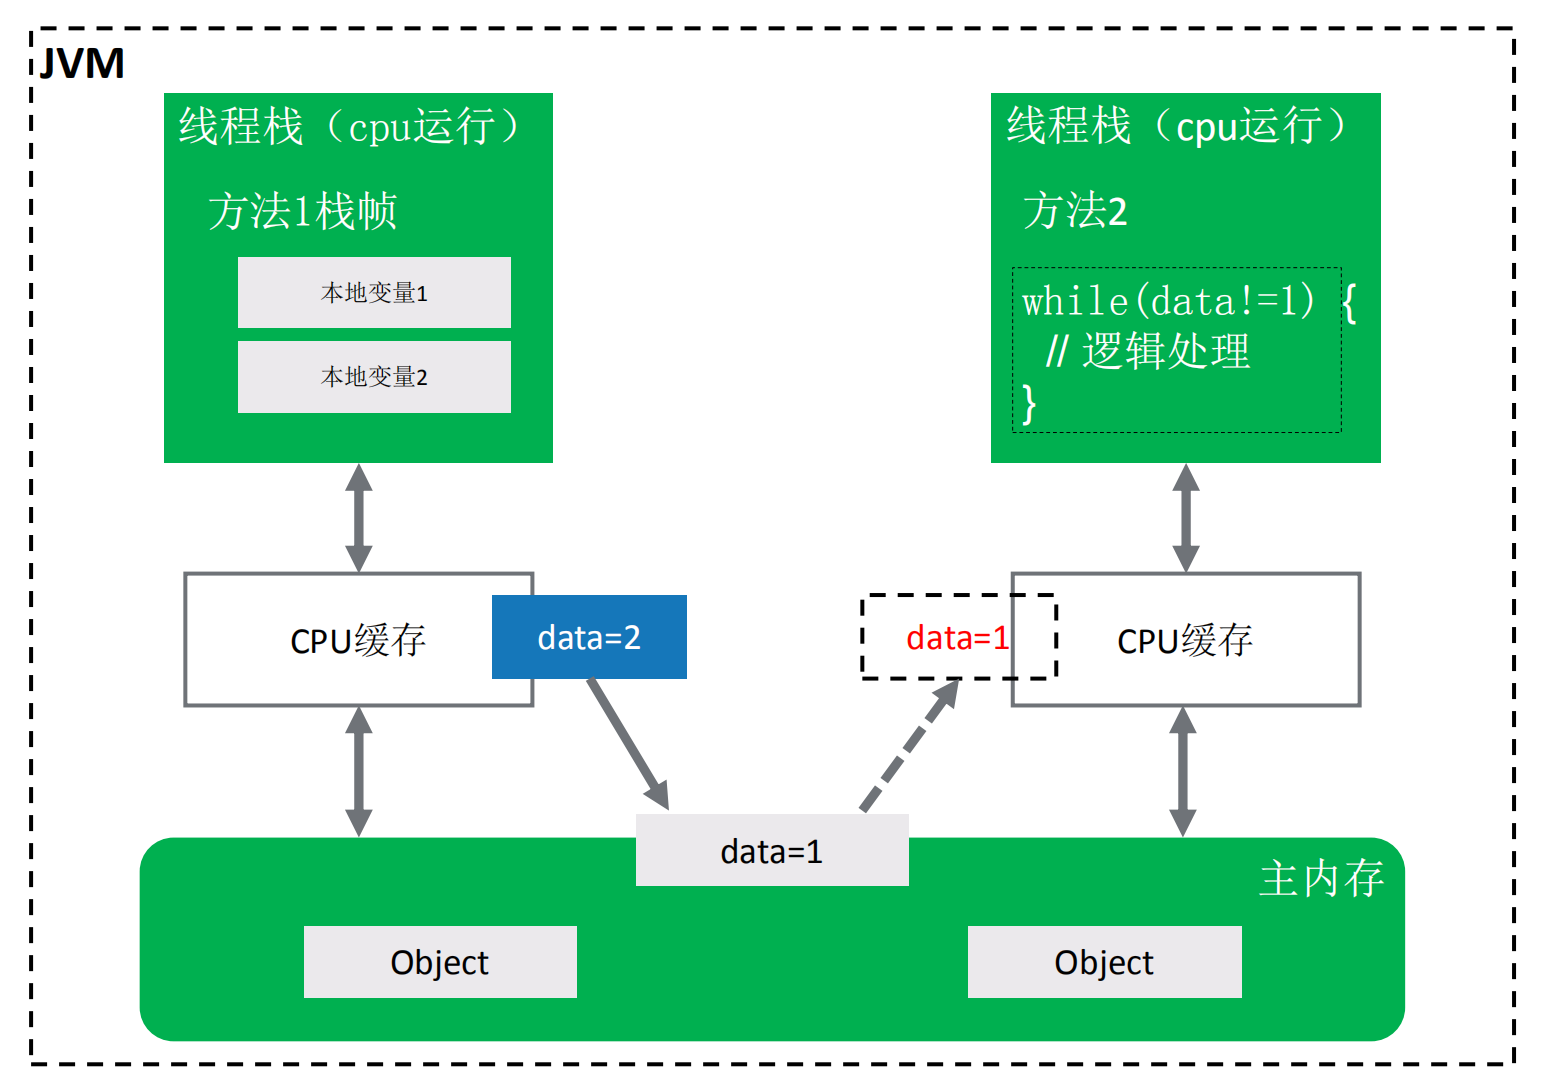 JVM
线程栈（cpu运行）
方法1栈帧
本地变量1
本地变量2
线程栈（cpu运行）
方法2
while(data!=1) {
// 逻辑处理
}
CPU缓存
data=2
data=1
CPU缓存
data=1
主内存
Object
Object